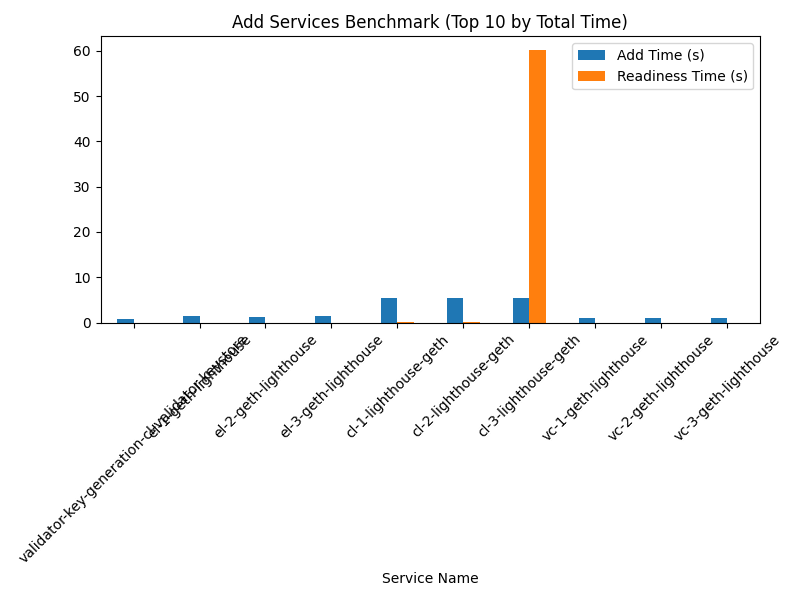 Add Services Benchmark (Top 10 by Total Time)
Add Time (s)
Readiness Time (s)
60
50
40
30
20
10
0
validator-key-generation-cl-validator-keystore
el-1-geth-lighthouse
el-2-geth-lighthouse
el-3-geth-lighthouse
cl-1-lighthouse-geth
cl-2-lighthouse-geth
cl-3-lighthouse-geth
vc-1-geth-lighthouse
vc-2-geth-lighthouse
vc-3-geth-lighthouse
Service Name